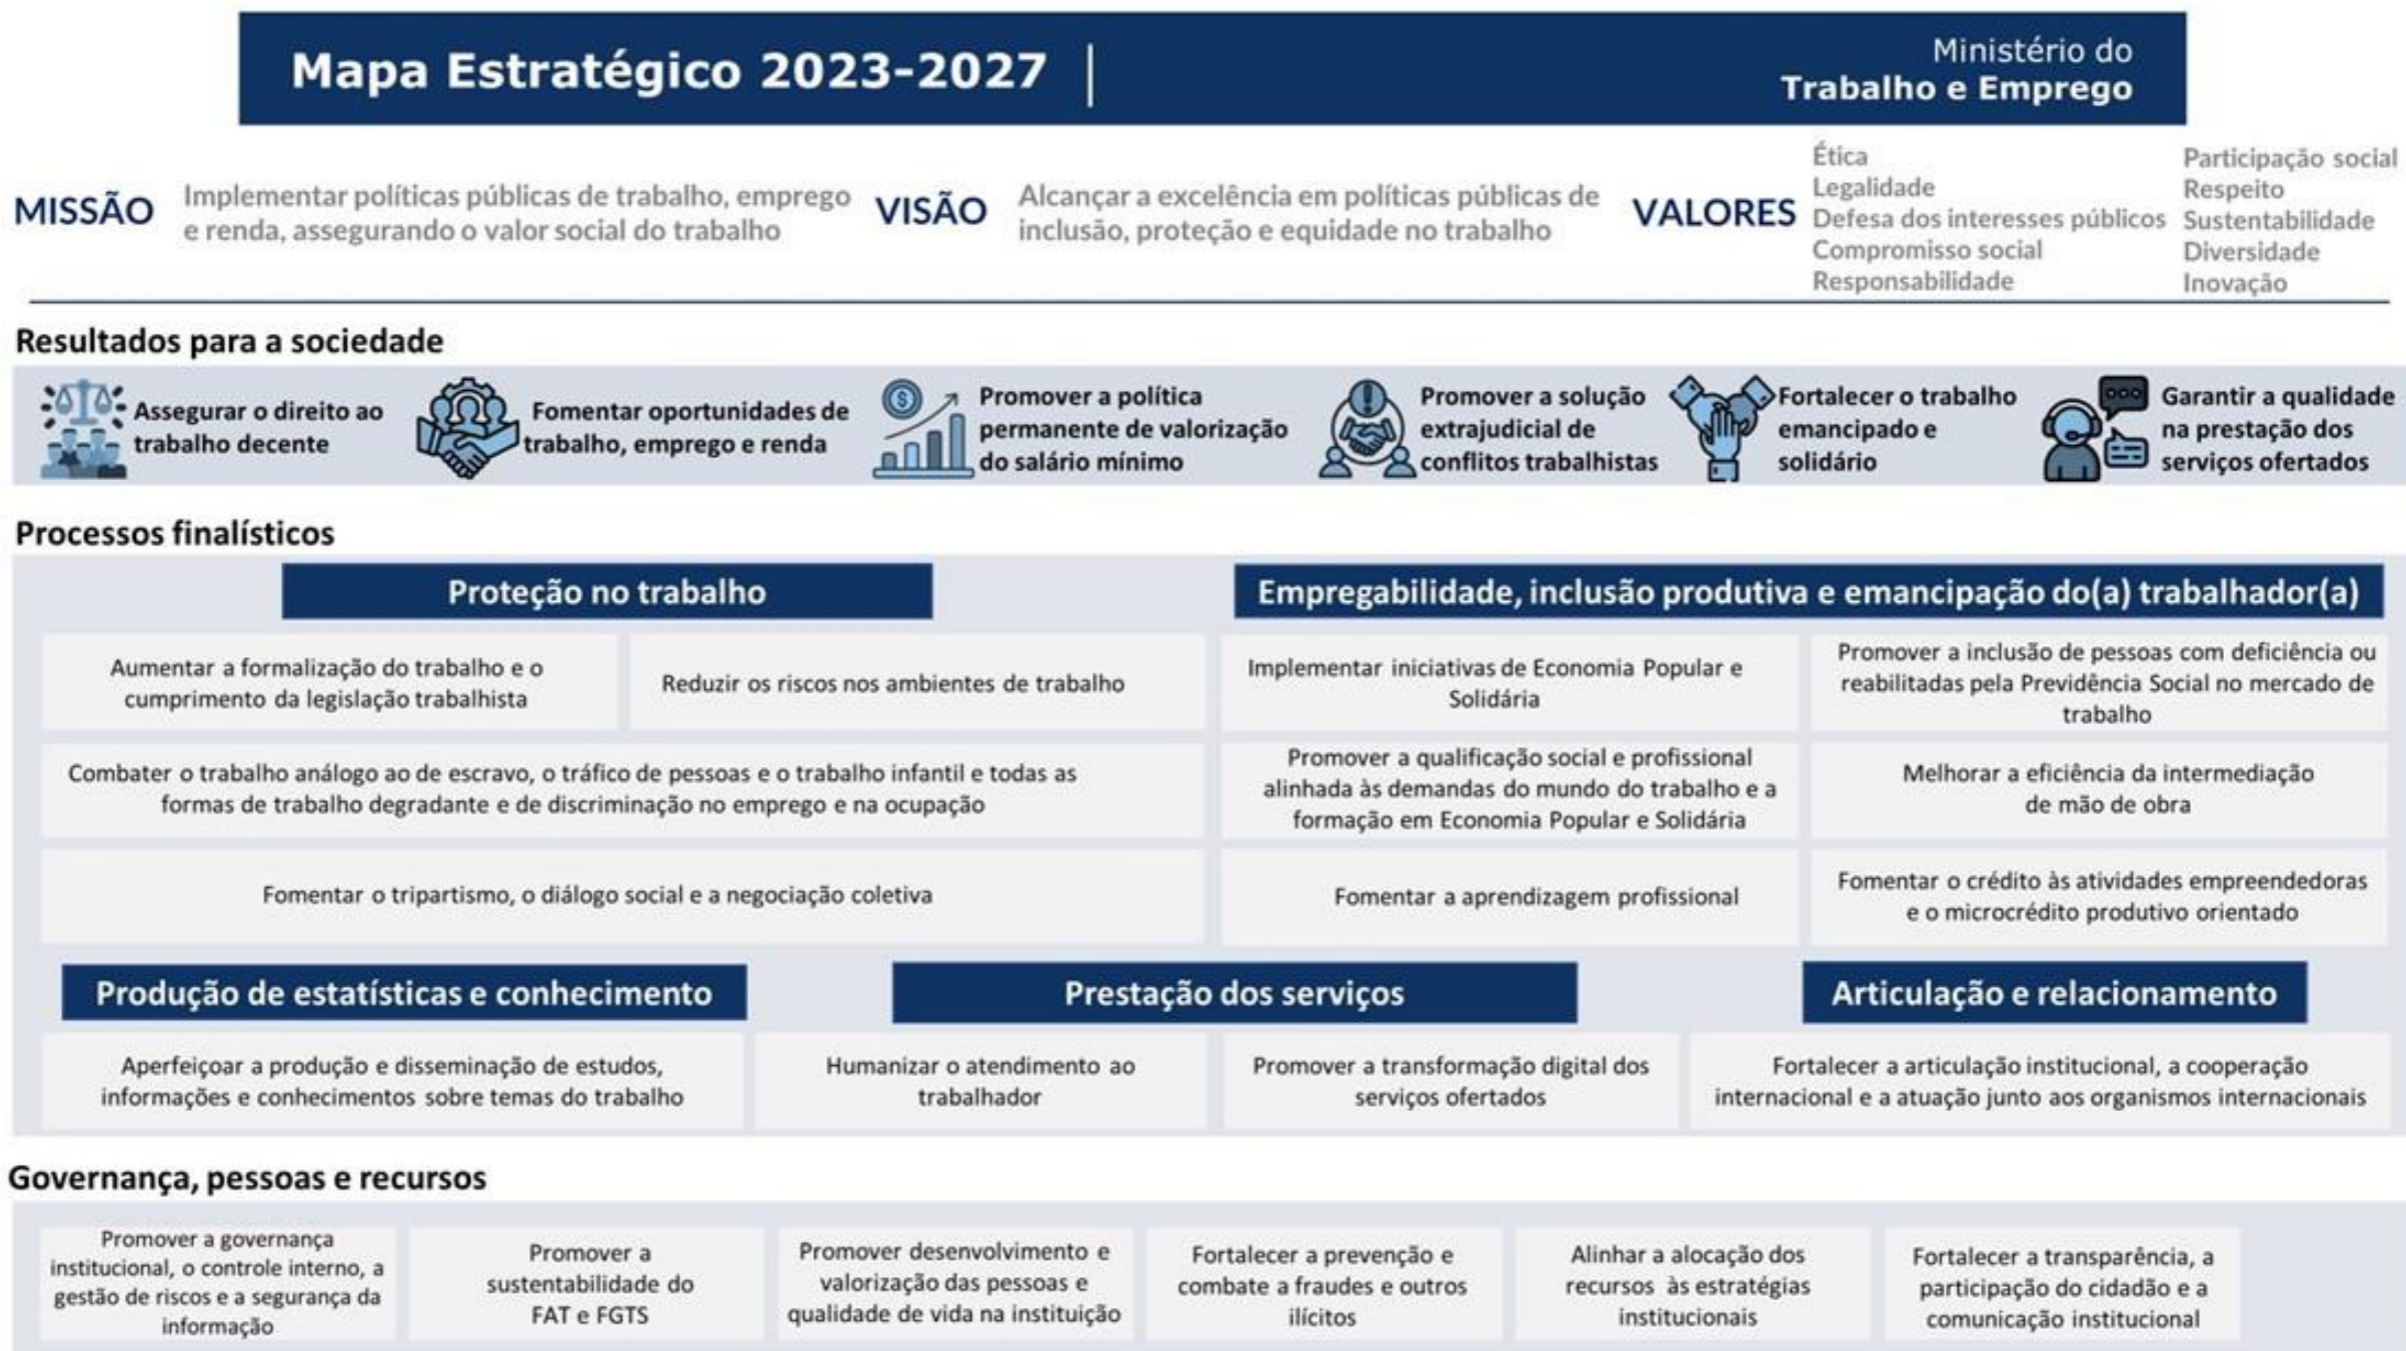 Mapa Estratégico 2023-2027
Ministério do
Trabalho e Emprego
MISSÃO
Implementar políticas públicas de trabalho, emprego
e renda, assegurando o valor social do trabalho
VISÃO
Alcançar a excelência em políticas públicas de
inclusão, proteção e equidade no trabalho
VALORES
Ética
Legalidade
Defesa dos interesses públicos
Compromisso social
Responsabilidade
Participação social
Respeito
Sustentabilidade
Diversidade
Inovação
Resultados para a sociedade
Assegurar o direito ao
trabalho decente
Fomentar oportunidades de
trabalho, emprego e renda
Promover a política
permanente de valorização
do salário mínimo
Promover a solução
extrajudicial de
conflitos trabalhistas
Fortalecer o trabalho
emancipado e
solidário
Garantir a qualidade
na prestação dos
serviços ofertados
Processos finalísticos
Proteção no trabalho
Aumentar a formalização do trabalho e o
cumprimento da legislação trabalhista
Reduzir os riscos nos ambientes de trabalho
Combater o trabalho análogo ao de escravo, o tráfico de pessoas e o trabalho infantil e todas as
formas de trabalho degradante e de discriminação no emprego e na ocupação
Fomentar o tripartismo, o diálogo social e a negociação coletiva
Empregabilidade, inclusão produtiva e emancipação do(a) trabalhador(a)
Implementar iniciativas de Economia Popular e
Solidária
Promover a inclusão de pessoas com deficiência ou
reabilitadas pela Previdência Social no mercado de
trabalho
Promover a qualificação social e profissional
alinhada às demandas do mundo do trabalho e a
formação em Economia Popular e Solidária
Melhorar a eficiência da intermediação
de mão de obra
Fomentar a aprendizagem profissional
Fomentar o crédito às atividades empreendedoras
e o microcrédito produtivo orientado
Produção de estatísticas e conhecimento
Aperfeiçoar a produção e disseminação de estudos,
informações e conhecimentos sobre temas do trabalho
Prestação dos serviços
Humanizar o atendimento ao
trabalhador
Promover a transformação digital dos
serviços ofertados
Articulação e relacionamento
Fortalecer a articulação institucional, a cooperação
internacional e a atuação junto aos organismos internacionais
Governança, pessoas e recursos
Promover a governança
institucional, o controle interno, a
gestão de riscos e a segurança da
informação
Promover a
sustentabilidade do
FAT e FGTS
Promover desenvolvimento e
valorização das pessoas e
qualidade de vida na instituição
Fortalecer a prevenção e
combate a fraudes e outros
ilícitos
Alinhar a alocação dos
recursos às estratégias
institucionais
Fortalecer a transparência, a
participação do cidadão e a
comunicação institucional